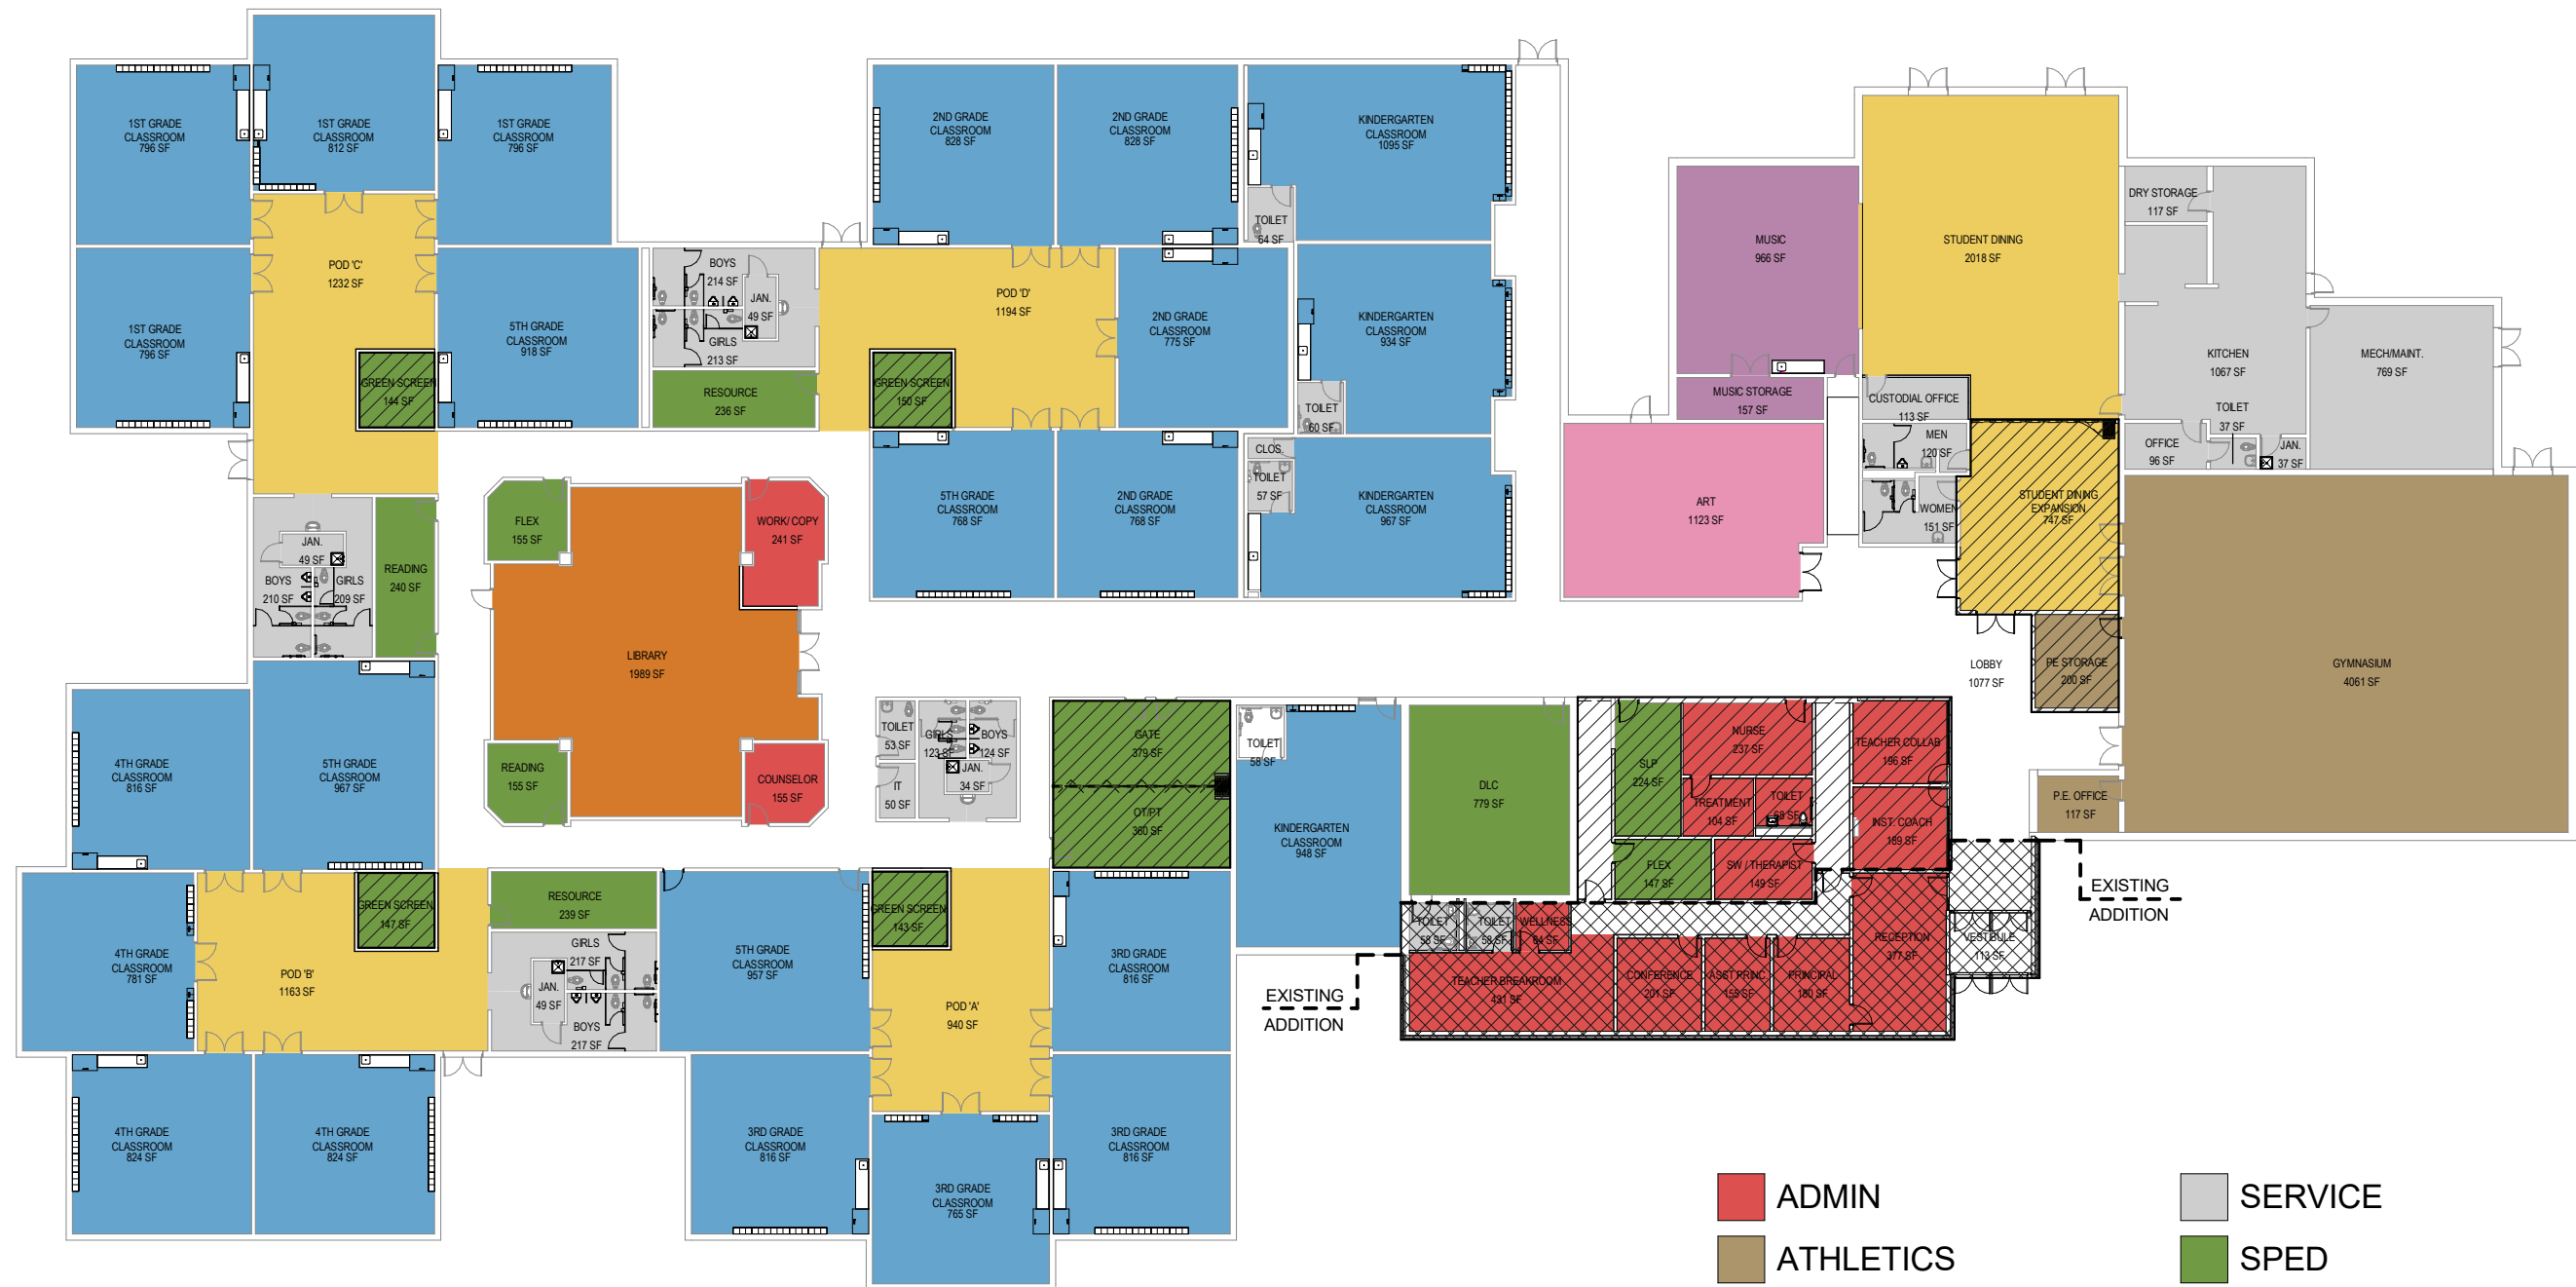 1ST GRADE
CLASSROOM
796 SF
1ST GRADE
CLASSROOM
812 SF
1ST GRADE
CLASSROOM
796 SF
POD 'C'
1232 SF
1ST GRADE
CLASSROOM
796 SF
5TH GRADE
CLASSROOM
918 SF
GREEN SCREEN
144 SF
BOYS
214 SF
JAN.
49 SF
GIRLS
213 SF
RESOURCE
236 SF
2ND GRADE
CLASSROOM
828 SF
2ND GRADE
CLASSROOM
828 SF
KINDERGARTEN
CLASSROOM
1095 SF
TOILET
64 SF
POD 'D'
1194 SF
GREEN SCREEN
150 SF
2ND GRADE
CLASSROOM
775 SF
KINDERGARTEN
CLASSROOM
934 SF
TOILET
60 SF
CLOS.
TOILET
57 SF
5TH GRADE
CLASSROOM
768 SF
2ND GRADE
CLASSROOM
768 SF
KINDERGARTEN
CLASSROOM
967 SF
MUSIC
966 SF
MUSIC STORAGE
157 SF
ART
1123 SF
STUDENT DINING
2018 SF
CUSTODIAL OFFICE
113 SF
MEN
120 SF
WOMEN
151 SF
STUDENT DINING
EXPANSION
747 SF
DRY STORAGE
117 SF
KITCHEN
1067 SF
MECH/MAINT.
769 SF
TOILET
37 SF
OFFICE
96 SF
JAN.
37 SF
LOBBY
1077 SF
PE STORAGE
200 SF
GYMNASIUM
4061 SF
P.E. OFFICE
117 SF
JAN.
49 SF
BOYS
210 SF
GIRLS
209 SF
READING
240 SF
FLEX
155 SF
WORK/ COPY
241 SF
LIBRARY
1989 SF
READING
155 SF
COUNSELOR
155 SF
TOILET
53 SF
IT
50 SF
GIRLS
123 SF
BOYS
124 SF
JAN.
34 SF
GATE
379 SF
OT/PT
360 SF
TOILET
58 SF
KINDERGARTEN
CLASSROOM
948 SF
DLC
779 SF
SLP
224 SF
NURSE
237 SF
TREATMENT
104 SF
TOILET
FLEX
147 SF
SW / THERAPIST
149 SF
TEACHER COLLAB
196 SF
INST. COACH
189 SF
TOILET
58 SF
TOILET
58 SF
WELLNESS
64 SF
TEACHER BREAKROOM
431 SF
CONFERENCE
201 SF
ASST PRINC.
155 SF
PRINCIPAL
180 SF
RECEPTION
377 SF
VESTIBULE
113 SF
EXISTING
ADDITION
EXISTING
ADDITION
4TH GRADE
CLASSROOM
816 SF
5TH GRADE
CLASSROOM
967 SF
4TH GRADE
CLASSROOM
781 SF
POD 'B'
1163 SF
GREEN SCREEN
147 SF
RESOURCE
239 SF
GIRLS
217 SF
JAN.
49 SF
BOYS
217 SF
5TH GRADE
CLASSROOM
957 SF
GREEN SCREEN
143 SF
POD 'A'
940 SF
3RD GRADE
CLASSROOM
816 SF
4TH GRADE
CLASSROOM
824 SF
4TH GRADE
CLASSROOM
824 SF
3RD GRADE
CLASSROOM
816 SF
3RD GRADE
CLASSROOM
765 SF
3RD GRADE
CLASSROOM
816 SF
ADMIN
SERVICE
ATHLETICS
SPED